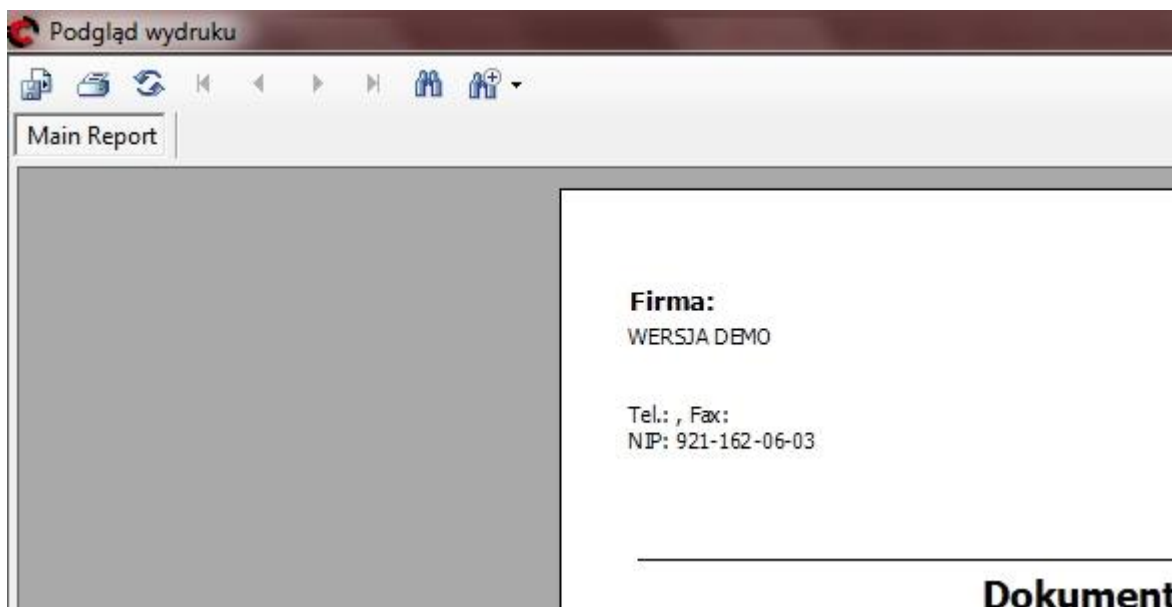 Podgląd wydruku
Main Report
Firma:
WERSJA DEMO
Tel.: , Fax:
NIP: 921-162-06-03
Dokument